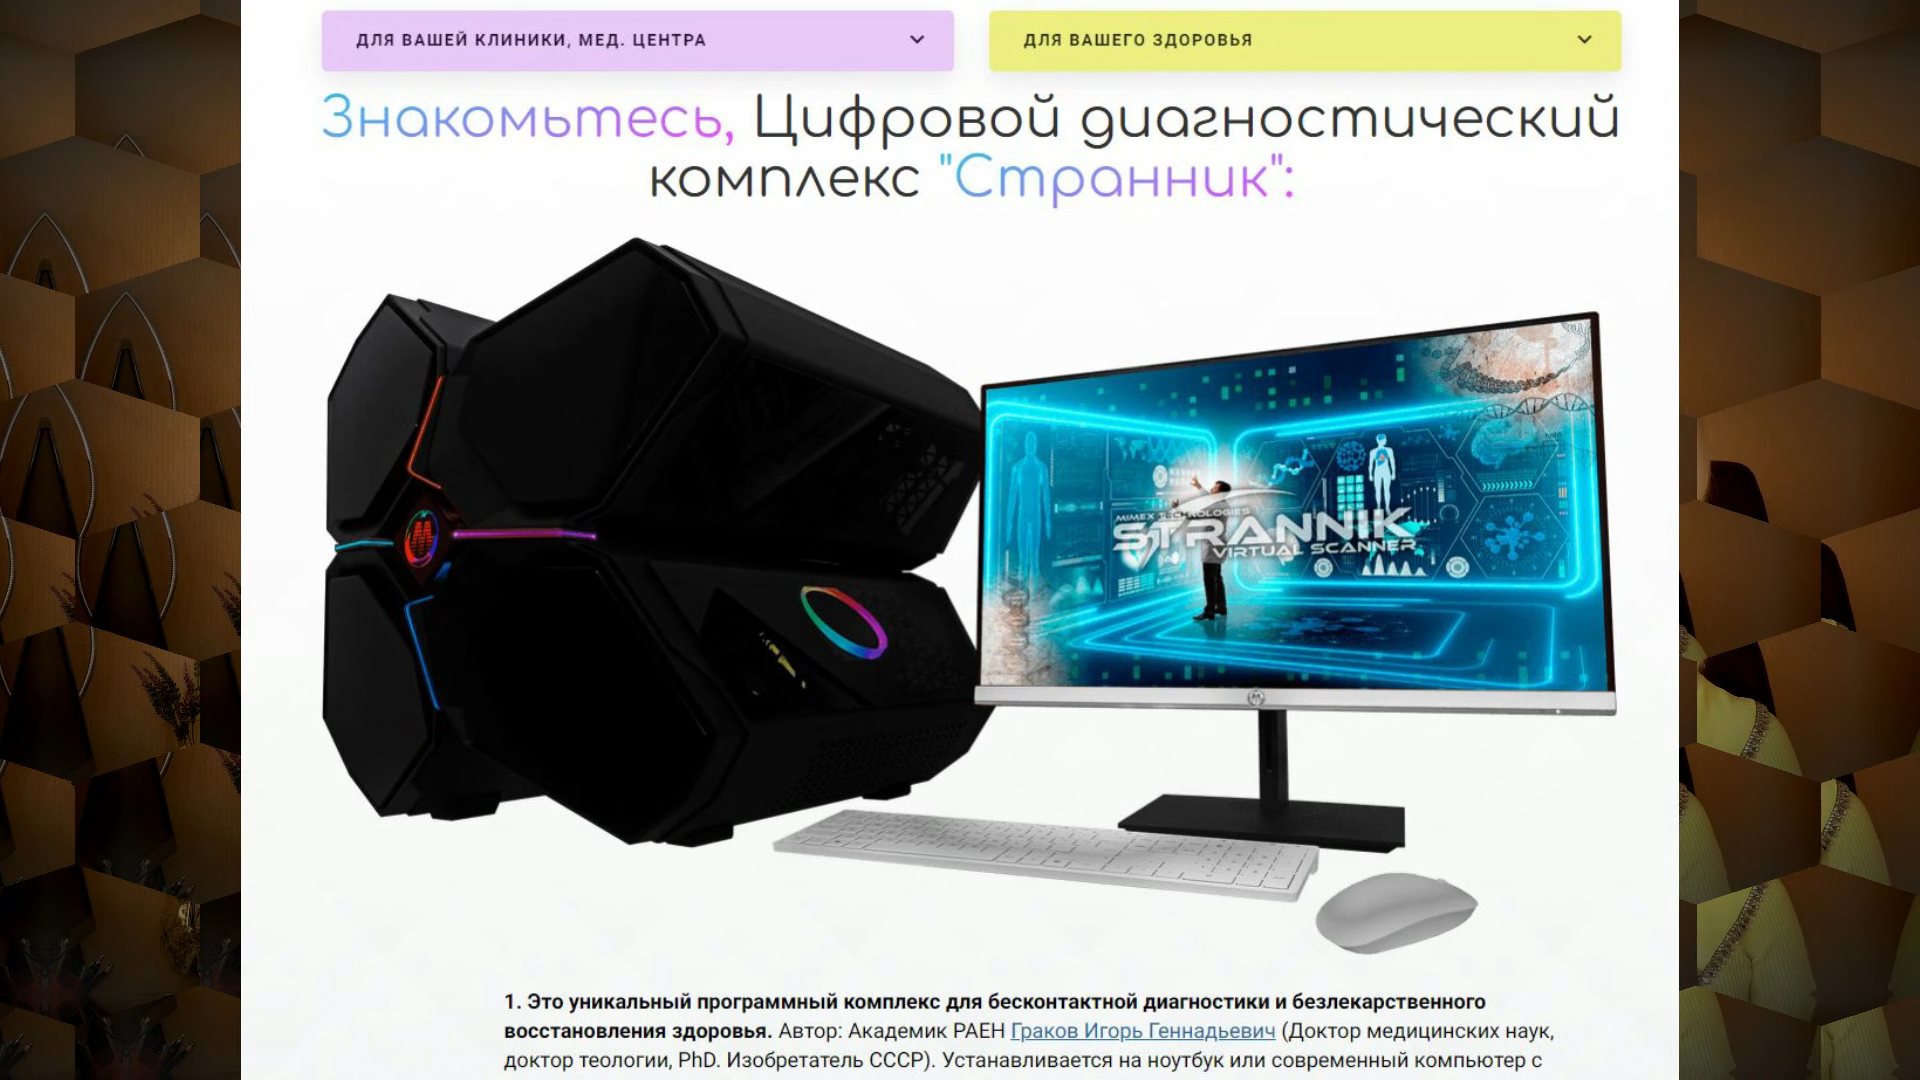 ДЛЯ ВАШЕЙ КЛИНИКИ, МЕД. ЦЕНТРА
ДЛЯ ВАШЕГО ЗДОРОВЬЯ
Знакомьтесь, Цифровой диагностический
комплекс "Странник":
MIMEX TECHNOLOGIES
STRANNIK
VIRTUAL SCANNER
1. Это уникальный программный комплекс для бесконтактной диагностики и безлекарственного
восстановления здоровья. Автор: Академик РАЕН Граков Игорь Геннадьевич (Доктор медицинских наук,
доктор теологии, PhD. Изобретатель СССР). Устанавливается на ноутбук или современный компьютер с